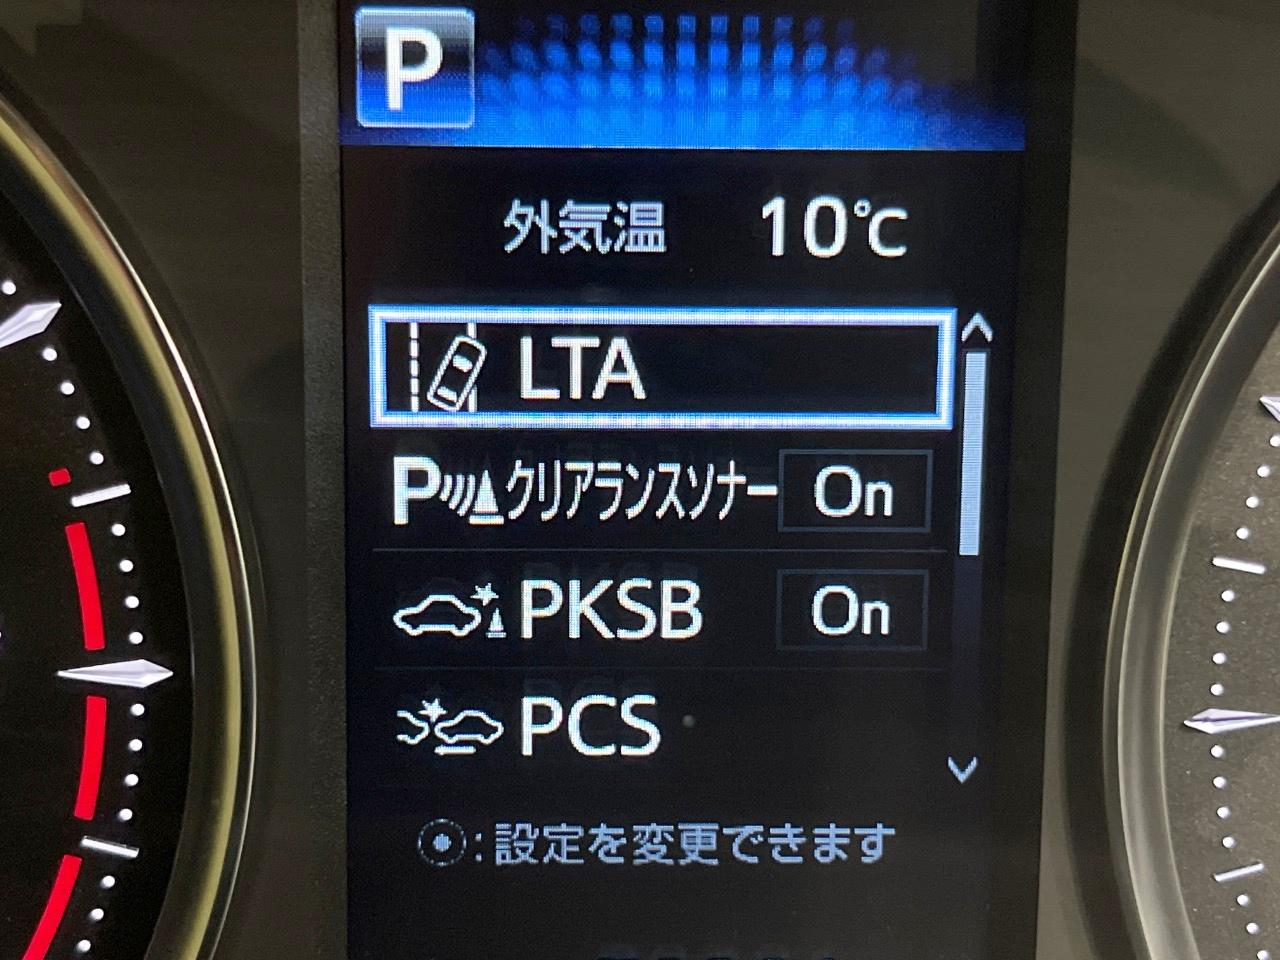 P
外気温 10℃
LTA
Pクリアランスソナー On
PKSB On
PCS
:設定を変更できます